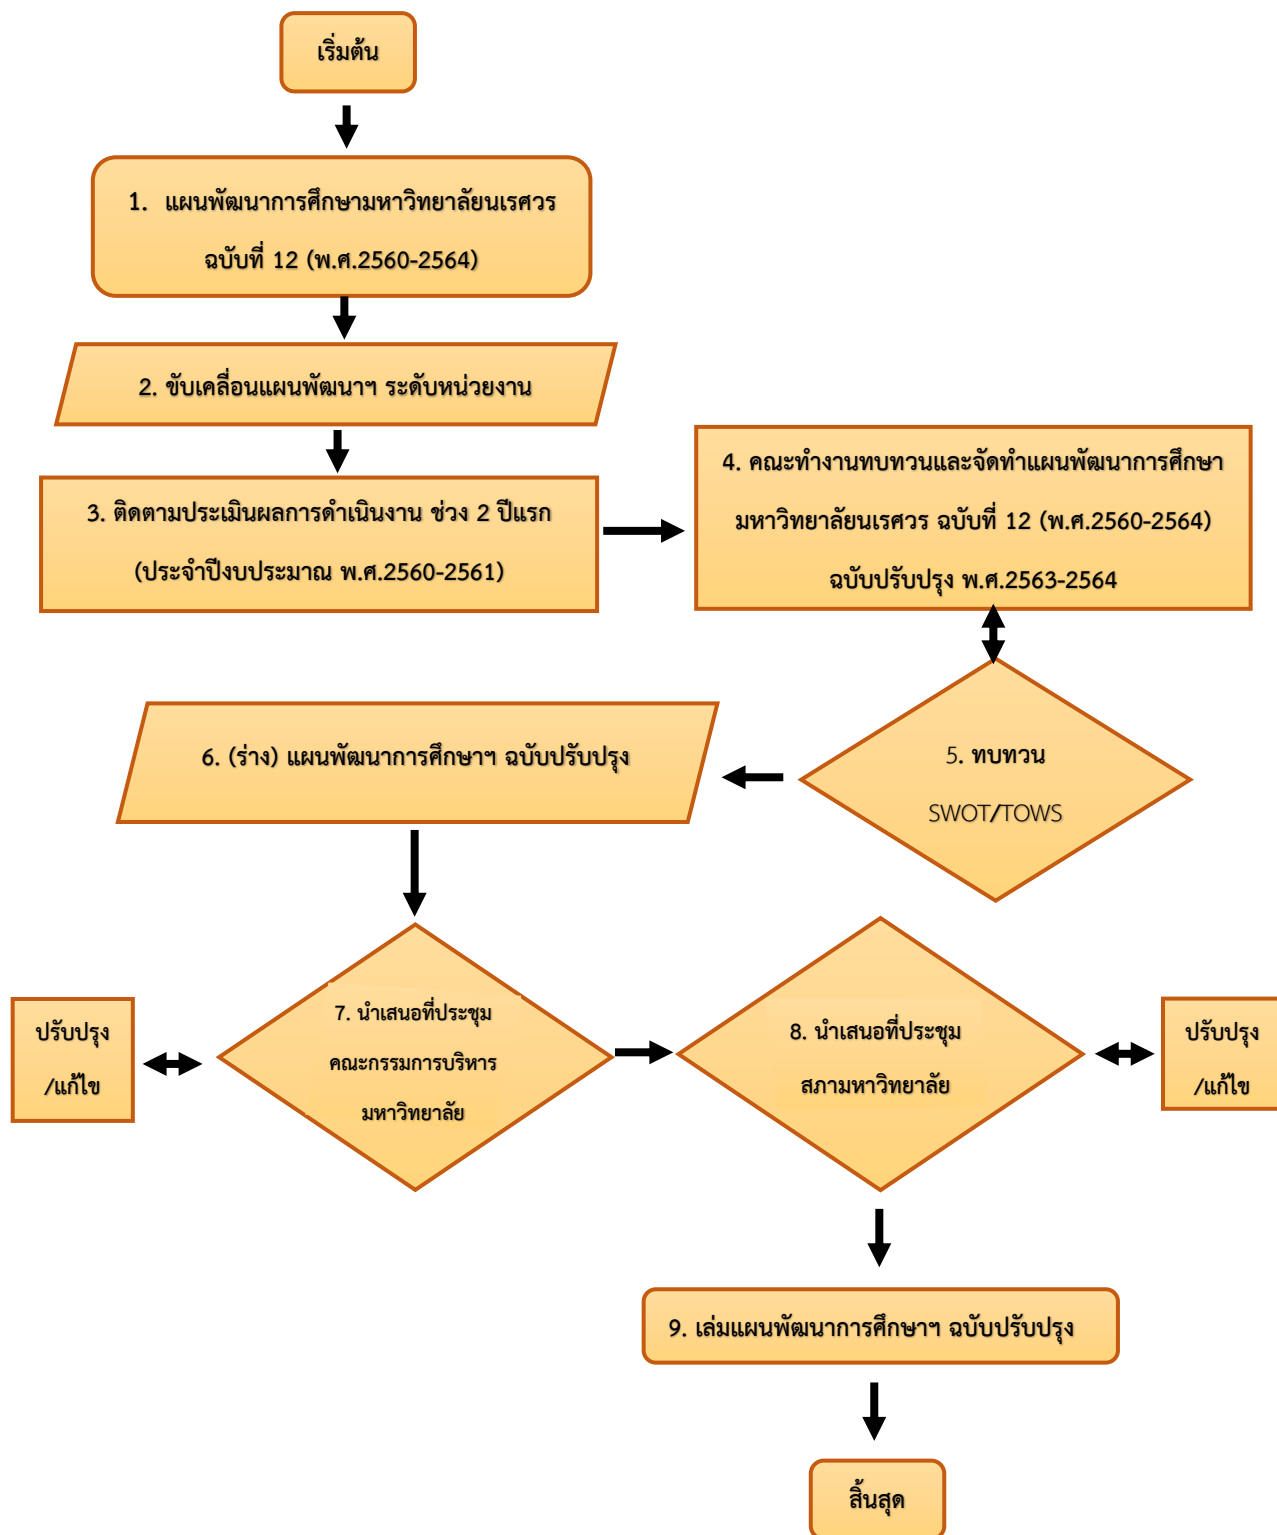 เริ่มต้น
1. แผนพัฒนาการศึกษามหาวิทยาลัยนเรศวร
ฉบับที่ 12 (พ.ศ.2560-2564)
2. ขับเคลื่อนแผนพัฒนาฯ ระดับหน่วยงาน
3. ติดตามประเมินผลการดำเนินงาน ช่วง 2 ปีแรก
(ประจำปีงบประมาณ พ.ศ.2560-2561)
4. คณะทำงานทบทวนและจัดทำแผนพัฒนาการศึกษา
มหาวิทยาลัยนเรศวร ฉบับที่ 12 (พ.ศ.2560-2564)
ฉบับปรับปรุง พ.ศ.2563-2564
5. ทบทวน
SWOT/TOWS
6. (ร่าง) แผนพัฒนาการศึกษาฯ ฉบับปรับปรุง
7. นำเสนอที่ประชุม
คณะกรรมการบริหาร
มหาวิทยาลัย
ปรับปรุง
/แก้ไข
8. นำเสนอที่ประชุม
สภามหาวิทยาลัย
ปรับปรุง
/แก้ไข
9. เล่มแผนพัฒนาการศึกษาฯ ฉบับปรับปรุง
สิ้นสุด